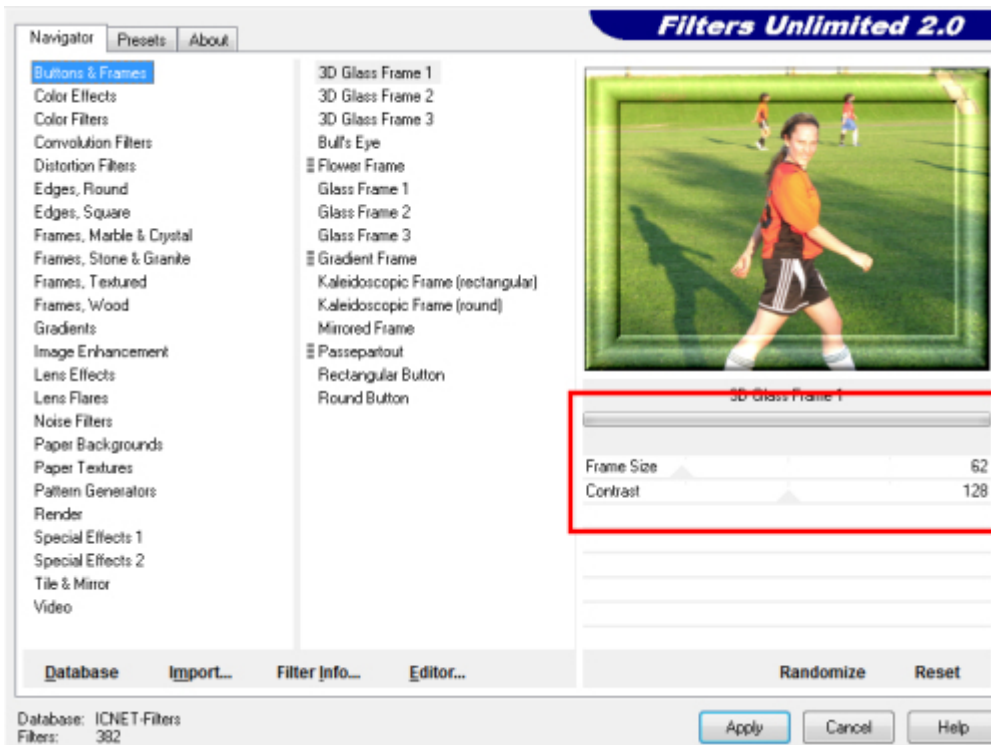 Filters Unlimited 2.0
Navigator Presets About
Buttons & Frames
Color Effects
Color Filters
Convolution Filters
Distortion Filters
Edges, Round
Edges, Square
Frames, Marble & Crystal
Frames, Stone & Granite
Frames, Textured
Frames, Wood
Gradients
Image Enhancement
Lens Effects
Lens Flares
Noise Filters
Paper Backgrounds
Paper Textures
Pattern Generators
Render
Special Effects 1
Special Effects 2
Tile & Mirror
Video
3D Glass Frame 1
3D Glass Frame 2
3D Glass Frame 3
Bull's Eye
Flower Frame
Glass Frame 1
Glass Frame 2
Glass Frame 3
Gradient Frame
Kaleidoscopic Frame (rectangular)
Kaleidoscopic Frame (round)
Mirrored Frame
Passepartout
Rectangular Button
Round Button
3D Glass Frame 1
Frame Size 62
Contrast 128
Database Import... Filter Info... Editor... Randomize Reset
Database: ICNET-Filters
Filters: 382
Apply Cancel Help